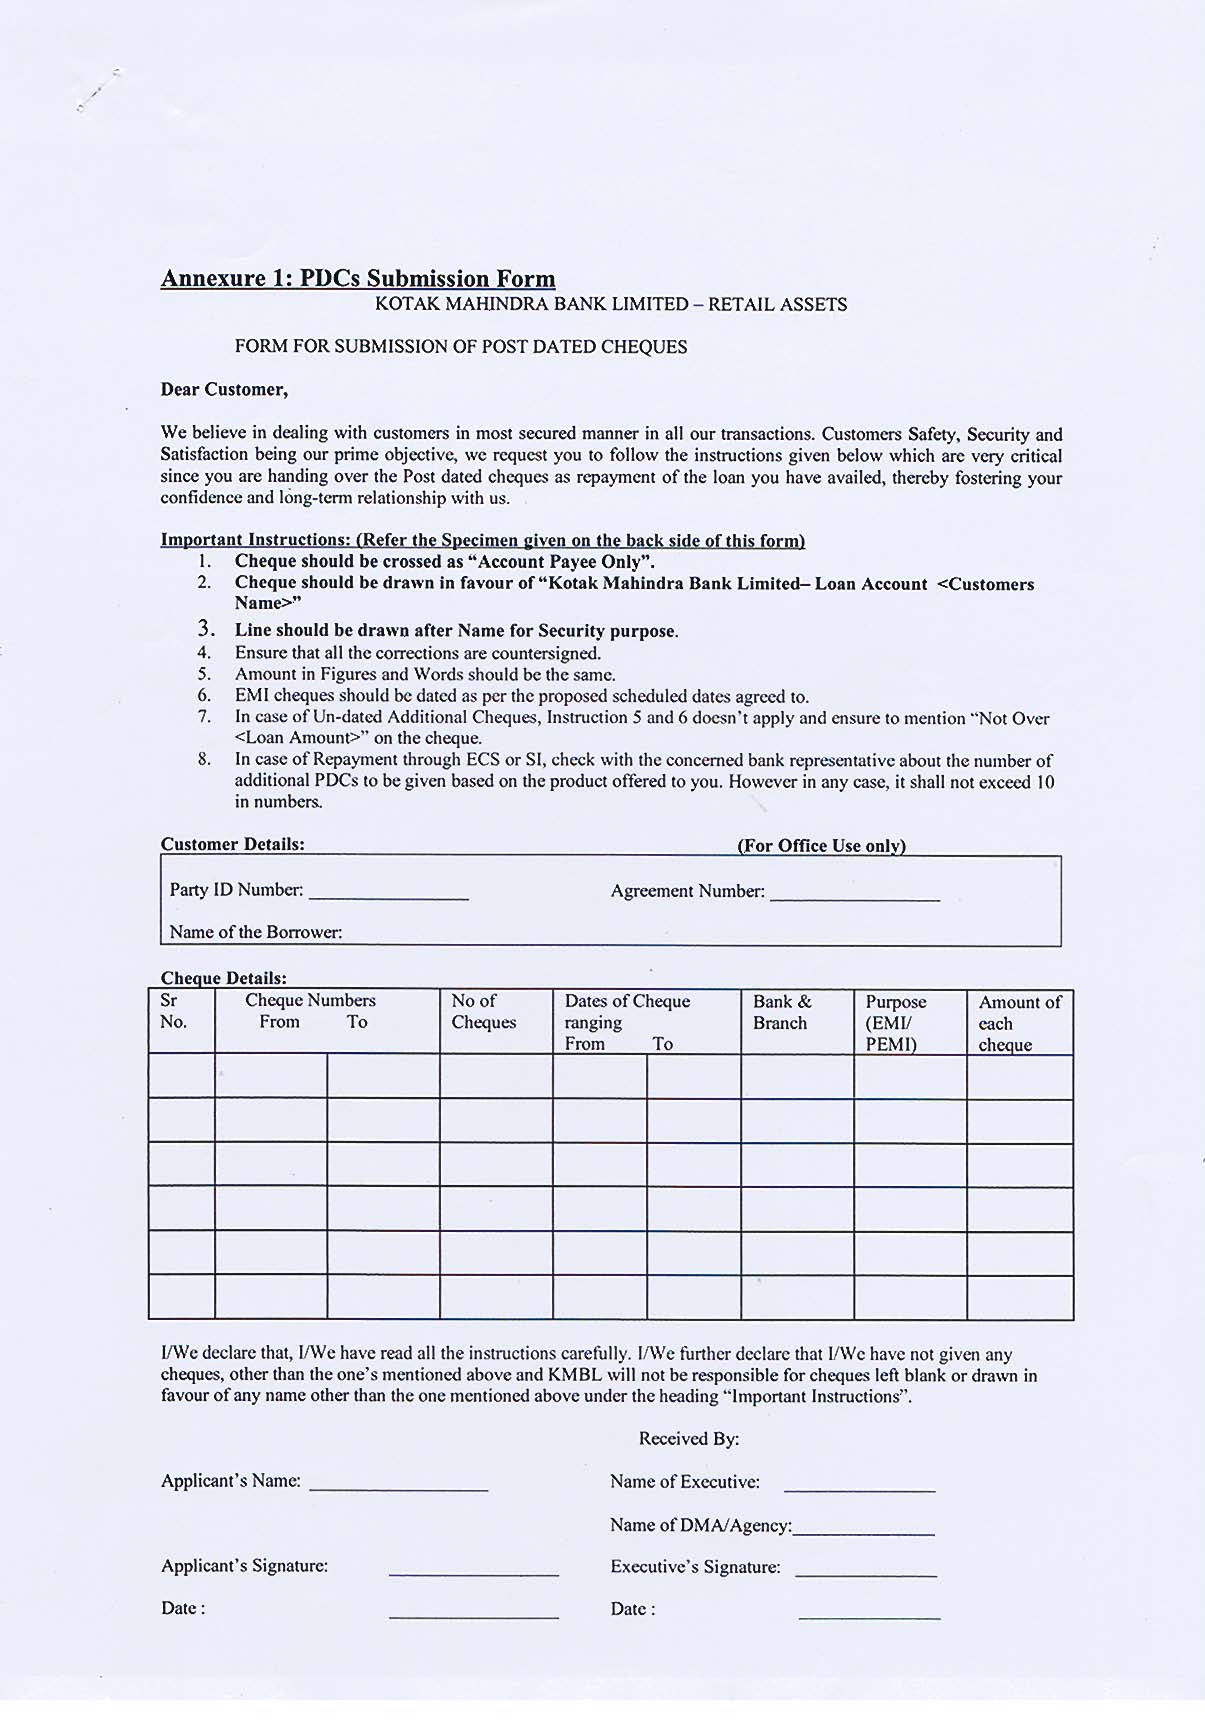 Annexure 1: PDCs Submission Form
KOTAK MAHINDRA BANK LIMITED – RETAIL ASSETS
FORM FOR SUBMISSION OF POST DATED CHEQUES
Dear Customer,
We believe in dealing with customers in most secured manner in all our transactions. Customers Safety, Security and
Satisfaction being our prime objective, we request you to follow the instructions given below which are very critical
since you are handing over the Post dated cheques as repayment of the loan you have availed, thereby fostering your
confidence and long-term relationship with us.
Important Instructions: (Refer the Specimen given on the back side of this form)
1. Cheque should be crossed as “Account Payee Only”.
2. Cheque should be drawn in favour of “Kotak Mahindra Bank Limited– Loan Account <Customers
Name>”
3. Line should be drawn after Name for Security purpose.
4. Ensure that all the corrections are countersigned.
5. Amount in Figures and Words should be the same.
6. EMI cheques should be dated as per the proposed scheduled dates agreed to.
7. In case of Un-dated Additional Cheques, Instruction 5 and 6 doesn’t apply and ensure to mention “Not Over
<Loan Amount>” on the cheque.
8. In case of Repayment through ECS or SI, check with the concerned bank representative about the number of
additional PDCs to be given based on the product offered to you. However in any case, it shall not exceed 10
in numbers.
Customer Details: (For Office Use only)
Party ID Number: Agreement Number:
Name of the Borrower:
Cheque Details:
Sr Cheque Numbers No of Dates of Cheque Bank & Purpose Amount of
No. From To Cheques ranging Branch (EMI/ each
From To PEMI) cheque
I/We declare that, I/We have read all the instructions carefully. I/We further declare that I/We have not given any
cheques, other than the one’s mentioned above and KMBL will not be responsible for cheques left blank or drawn in
favour of any name other than the one mentioned above under the heading “Important Instructions”.
Received By:
Applicant’s Name: Name of Executive:
Name of DMA/Agency:
Applicant’s Signature: Executive’s Signature:
Date : Date :